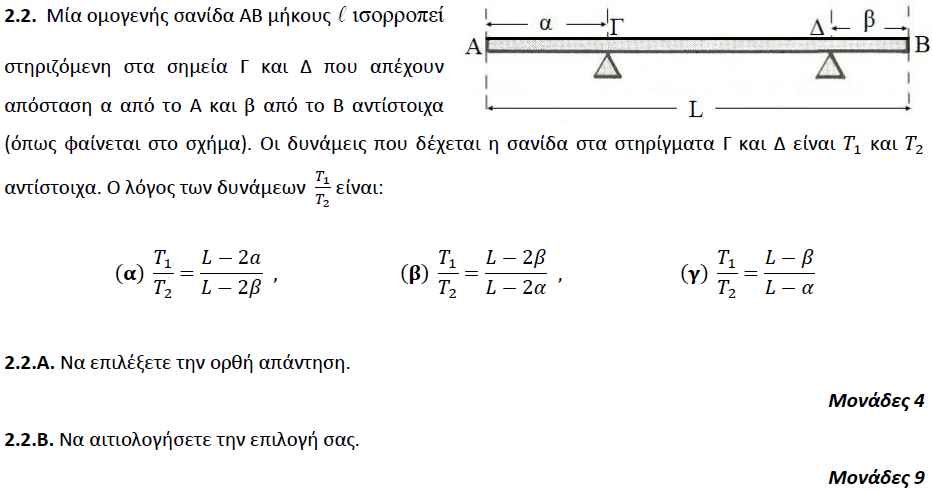 2.2. Μία ομογενής σανίδα ΑΒ μήκους ℓ ισορροπεί
στηριζόμενη στα σημεία Γ και Δ που απέχουν
απόσταση α από το Α και β από το Β αντίστοιχα
α Γ Δ β
A B
L
(όπως φαίνεται στο σχήμα). Οι δυνάμεις που δέχεται η σανίδα στα στηρίγματα Γ και Δ είναι T₁ και T₂
αντίστοιχα. Ο λόγος των δυνάμεων T₁/T₂ είναι:
(α) T₁/T₂ = (L − 2a)/(L − 2β) , (β) T₁/T₂ = (L − 2β)/(L − 2α) , (γ) T₁/T₂ = (L − β)/(L − α)
2.2.Α. Να επιλέξετε την ορθή απάντηση.
Μονάδες 4
2.2.Β. Να αιτιολογήσετε την επιλογή σας.
Μονάδες 9